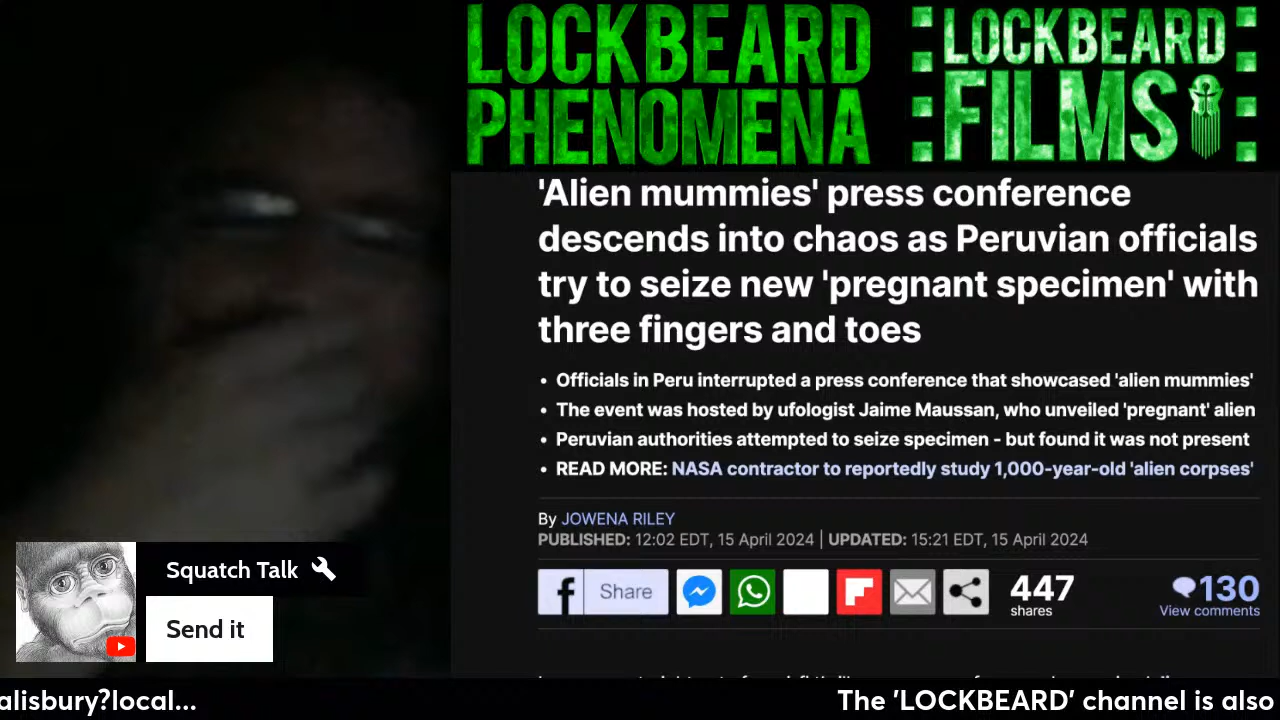 LOCKBEARD
PHENOMENA
LOCKBEARD
FILMS
'Alien mummies' press conference
descends into chaos as Peruvian officials
try to seize new 'pregnant specimen' with
three fingers and toes
• Officials in Peru interrupted a press conference that showcased 'alien mummies'
• The event was hosted by ufologist Jaime Maussan, who unveiled 'pregnant' alien
• Peruvian authorities attempted to seize specimen - but found it was not present
• READ MORE: NASA contractor to reportedly study 1,000-year-old 'alien corpses'
By JOWENA RILEY
PUBLISHED: 12:02 EDT, 15 April 2024 | UPDATED: 15:21 EDT, 15 April 2024
f Share
447
shares
130
View comments
Squatch Talk
Send it
alisbury?local...
The 'LOCKBEARD' channel is also